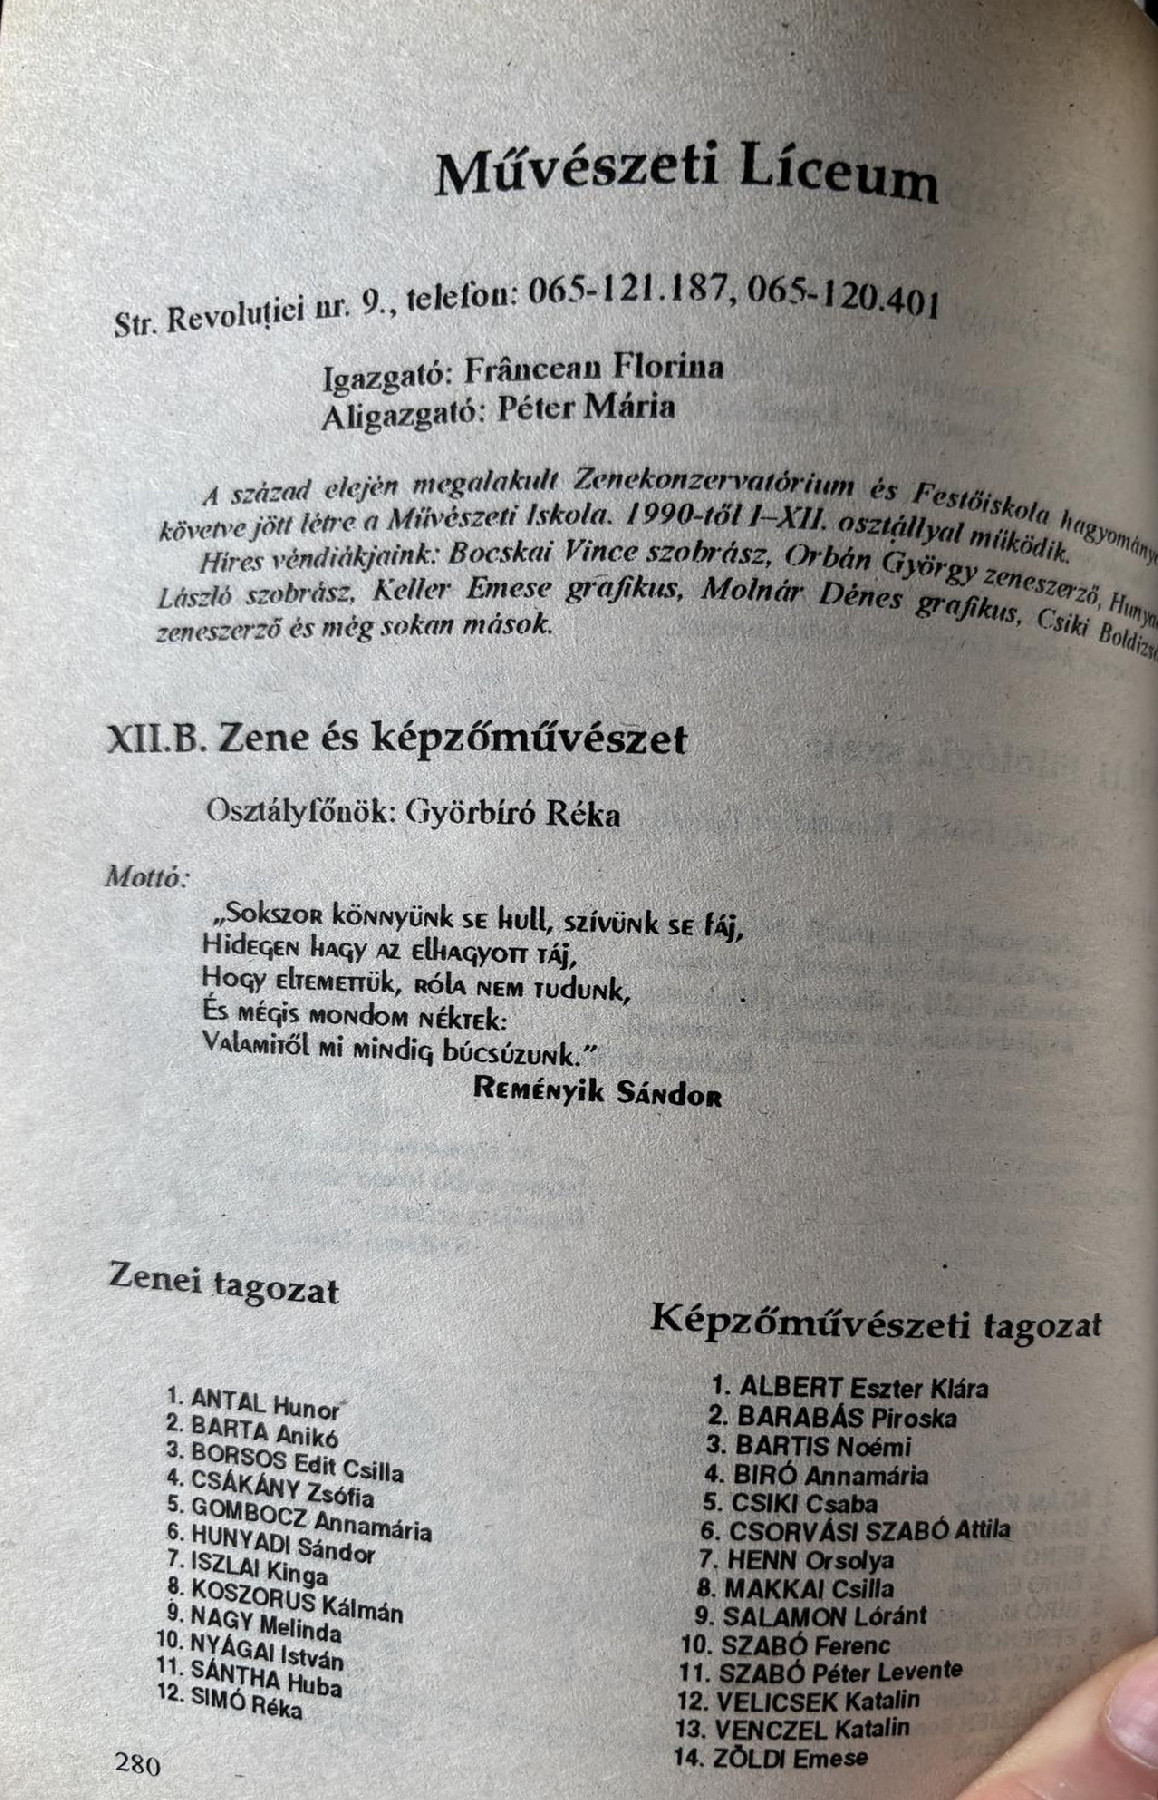 Művészeti Líceum
Str. Revoluției nr. 9., telefon: 065-121.187, 065-120.401
Igazgató: Frâncean Florina
Aligazgató: Péter Mária
A század elején megalakult Zenekonzervatórium és Festőiskola
követve jött létre a Művészeti Iskola. 1990-től I–XII. osztállyal működik.
Híres véndiákjaink: Bocskai Vince szobrász, Orbán György zeneszerző,
László szobrász, Keller Emese grafikus, Molnár Dénes grafikus, Csiki
zeneszerző és még sokan mások.
XII.B. Zene és képzőművészet
Osztályfőnök: Györbíró Réka
Mottó:
„Sokszor könnyünk se hull, szívünk se fáj,
Hidegen hagy az elhagyott táj,
Hogy eltemettük, róla nem tudunk,
És mégis mondom néktek:
Valamitől mi mindig búcsúzunk.”
Reményik Sándor
Zenei tagozat
1. ANTAL Hunor
2. BARTA Anikó
3. BORSOS Edit Csilla
4. CSÁKÁNY Zsófia
5. GOMBOCZ Annamária
6. HUNYADI Sándor
7. ISZLAI Kinga
8. KOSZORUS Kálmán
9. NAGY Melinda
10. NYÁGAI István
11. SÁNTHA Huba
12. SIMÓ Réka
Képzőművészeti tagozat
1. ALBERT Eszter Klára
2. BARABÁS Piroska
3. BARTIS Noémi
4. BIRÓ Annamária
5. CSIKI Csaba
6. CSORVÁSI SZABÓ Attila
7. HENN Orsolya
8. MAKKAI Csilla
9. SALAMON Lóránt
10. SZABÓ Ferenc
11. SZABÓ Péter Levente
12. VELICSEK Katalin
13. VENCZEL Katalin
14. ZÖLDI Emese
280